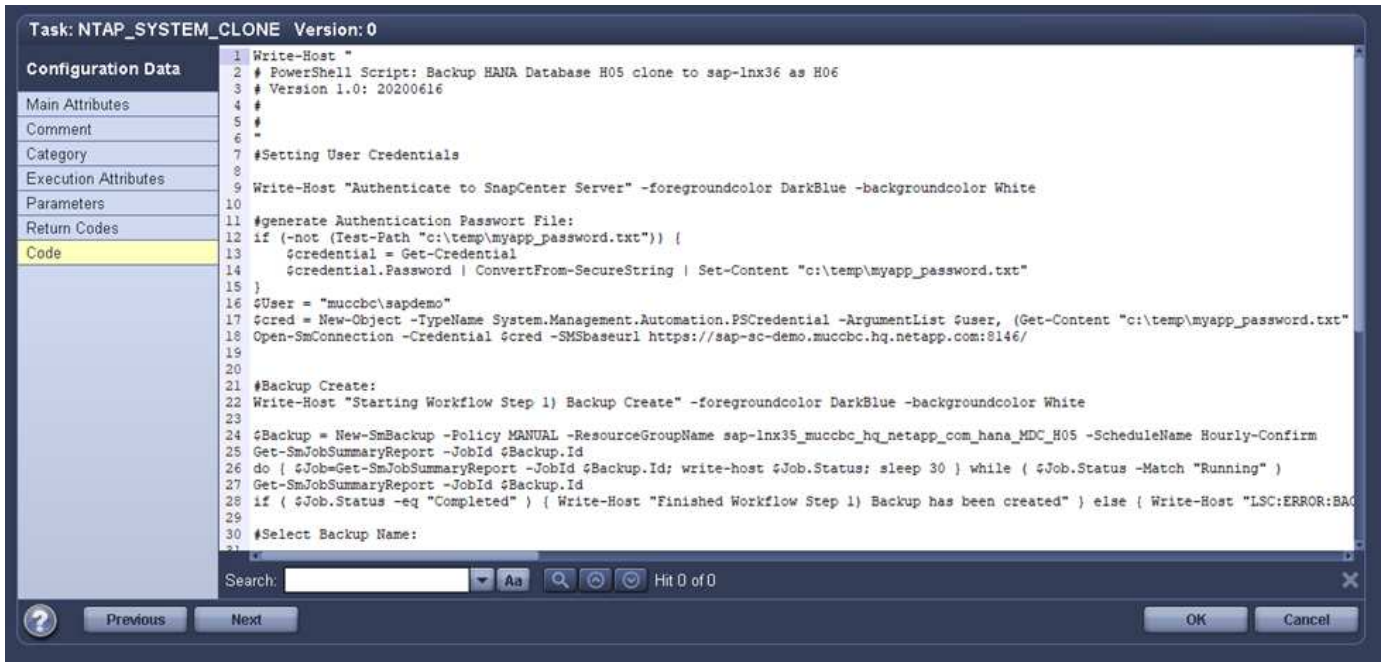 Task: NTAP_SYSTEM_CLONE Version: 0
Configuration Data
Main Attributes
Comment
Category
Execution Attributes
Parameters
Return Codes
Code
1 Write-Host "
2 # PowerShell Script: Backup HANA Database H05 clone to sap-lnx36 as H06
3 # Version 1.0: 20200616
4 #
5 #
6 "
7 #Setting User Credentials
8
9 Write-Host "Authenticate to SnapCenter Server" -foregroundcolor DarkBlue -backgroundcolor White
10
11 #generate Authentication Passwort File:
12 if (-not (Test-Path "c:\temp\myapp_password.txt")) {
13 $credential = Get-Credential
14 $credential.Password | ConvertFrom-SecureString | Set-Content "c:\temp\myapp_password.txt"
15 }
16 $User = "muccbc\sapdemo"
17 $cred = New-Object -TypeName System.Management.Automation.PSCredential -ArgumentList $user, (Get-Content "c:\temp\myapp_password.txt"
18 Open-SmConnection -Credential $cred -SMSbaseurl https://sap-sc-demo.muccbc.hq.netapp.com:8146/
19
20
21 #Backup Create:
22 Write-Host "Starting Workflow Step 1) Backup Create" -foregroundcolor DarkBlue -backgroundcolor White
23
24 $Backup = New-SmBackup -Policy MANUAL -ResourceGroupName sap-lnx35_muccbc_hq_netapp_com_hana_MDC_H05 -ScheduleName Hourly-Confirm
25 Get-SmJobSummaryReport -JobId $Backup.Id
26 do { $Job=Get-SmJobSummaryReport -JobId $Backup.Id; write-host $Job.Status; sleep 30 } while ( $Job.Status -Match "Running" )
27 Get-SmJobSummaryReport -JobId $Backup.Id
28 if ( $Job.Status -eq "Completed" ) { Write-Host "Finished Workflow Step 1) Backup has been created" } else { Write-Host "LSC:ERROR:BAC
29
30 #Select Backup Name:
31
Search:
Aa
Hit 0 of 0
?
Previous
Next
OK
Cancel